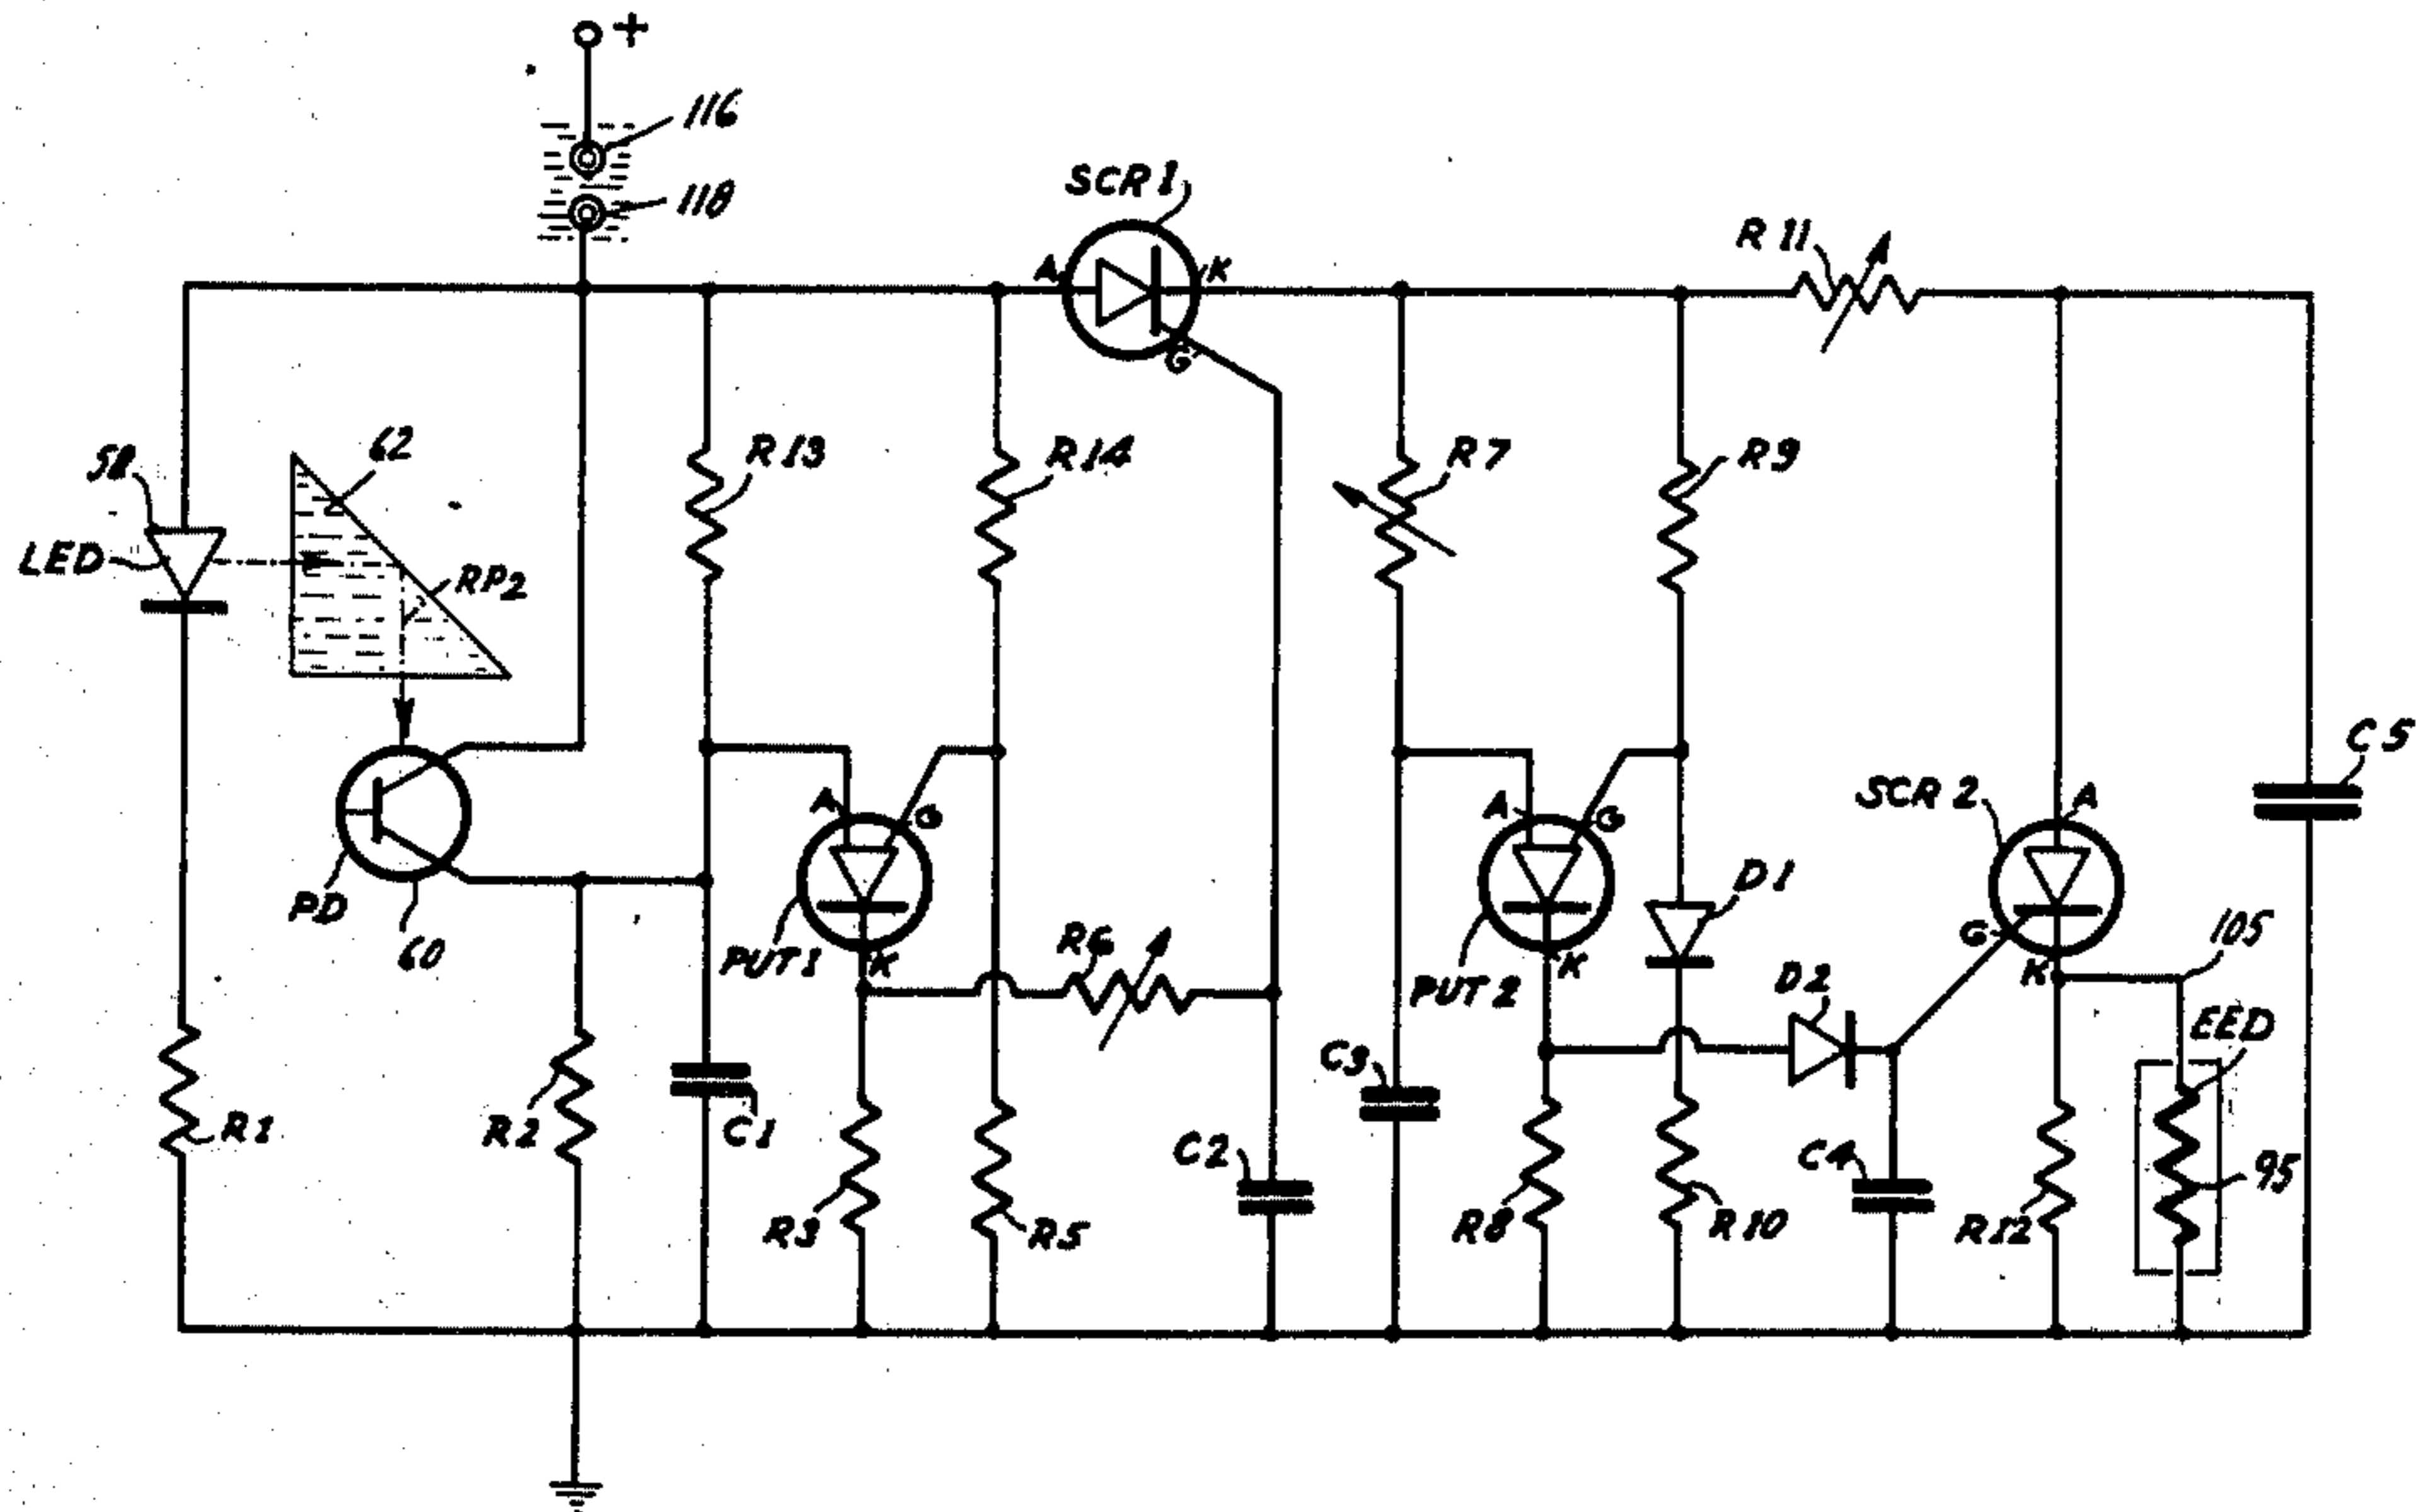 +
116
118
SCR1
A
K
G
R11
58
62
R13
R14
R7
R9
LED
RP2
C5
A
G
A
G
SCR2
A
PD
60
PUT1
K
R6
PUT2
K
D1
D2
G
K
105
EED
R1
R2
C1
C2
C3
C4
95
R3
R5
R8
R10
R12